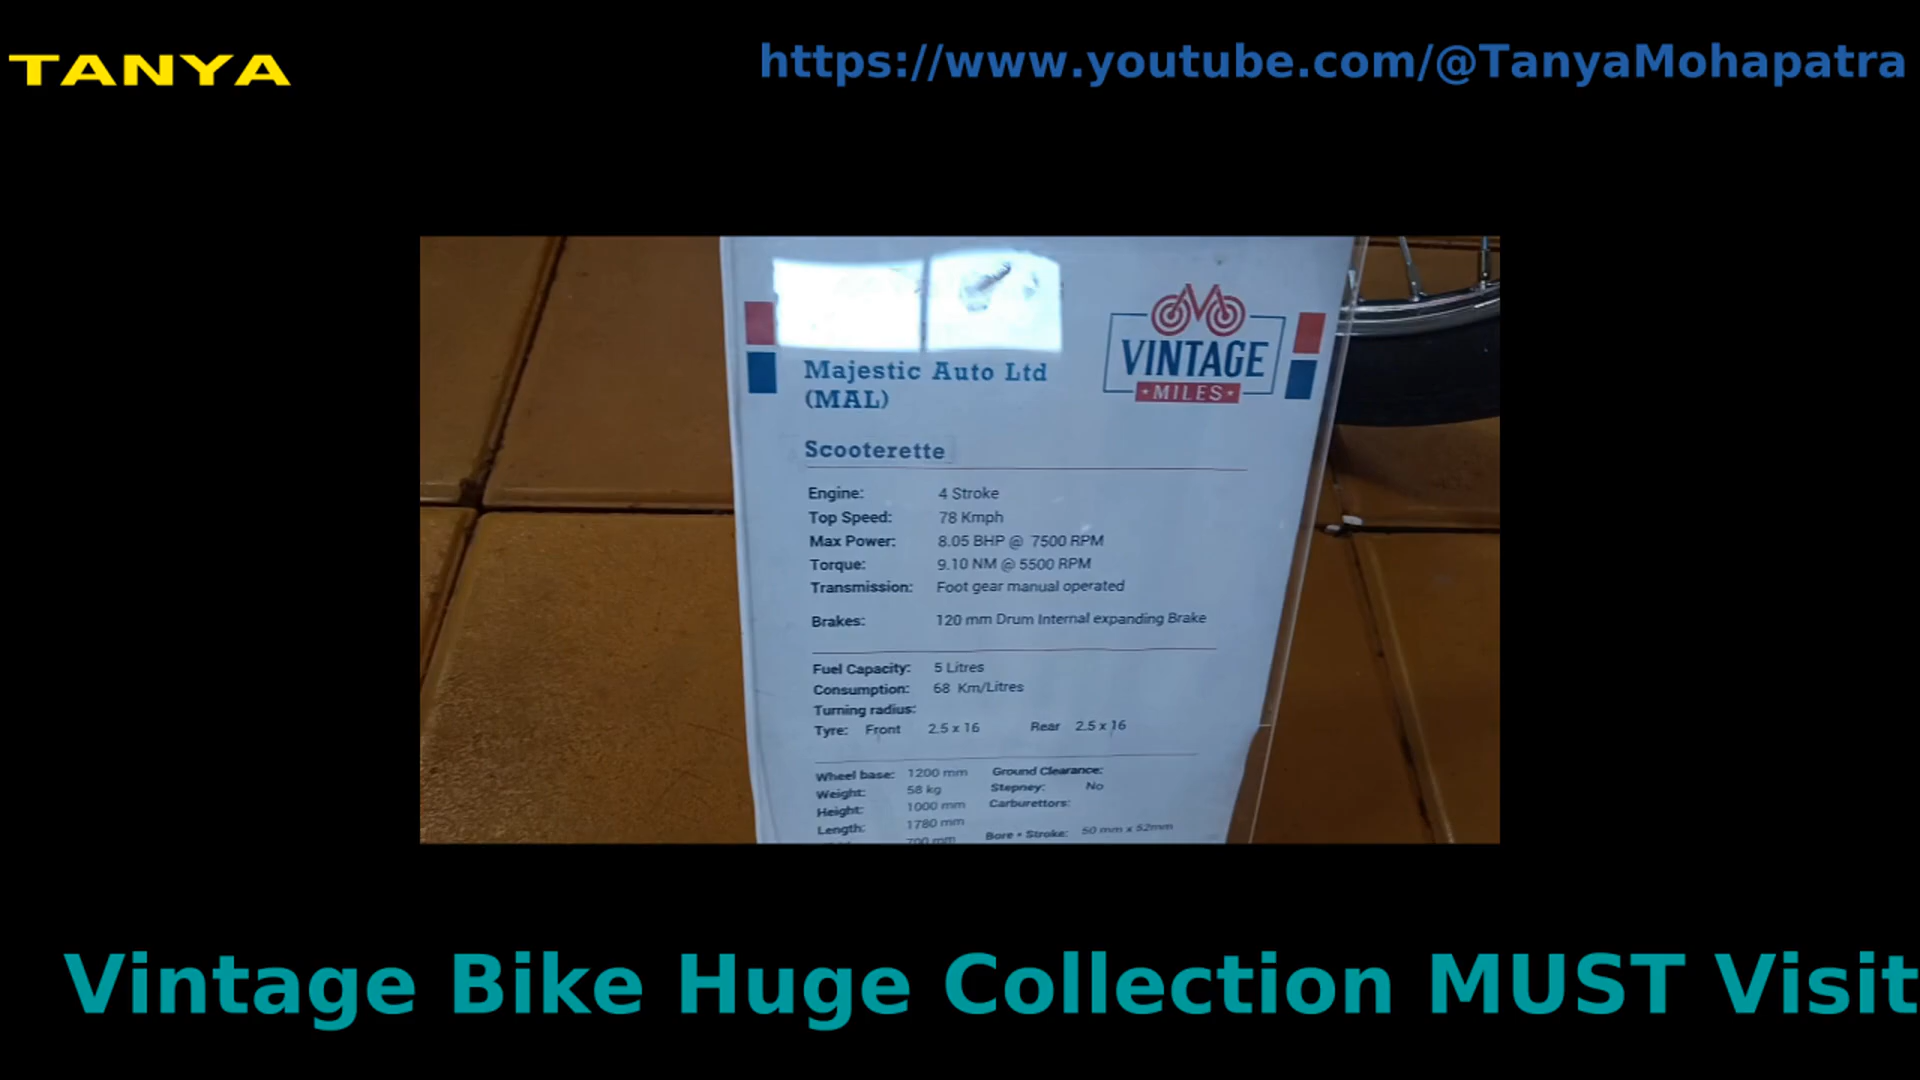 TANYA
https://www.youtube.com/@TanyaMohapatra
VINTAGE
MILES
Majestic Auto Ltd
(MAL)
Scooterette
Engine: 4 Stroke
Top Speed: 78 Kmph
Max Power: 8.05 BHP @ 7500 RPM
Torque: 9.10 NM @ 5500 RPM
Transmission: Foot gear manual operated
Brakes: 120 mm Drum Internal expanding Brake
Fuel Capacity: 5 Litres
Consumption: 68 Km/Litres
Turning radius:
Tyre: Front 2.5 x 16 Rear 2.5 x 16
Wheel base: 1200 mm Ground Clearance:
Weight: 58 kg Stepney: No
Height: 1000 mm Carburettors:
Length: 1780 mm Bore • Stroke: 50 mm x 52mm
700 mm
Vintage Bike Huge Collection MUST Visit